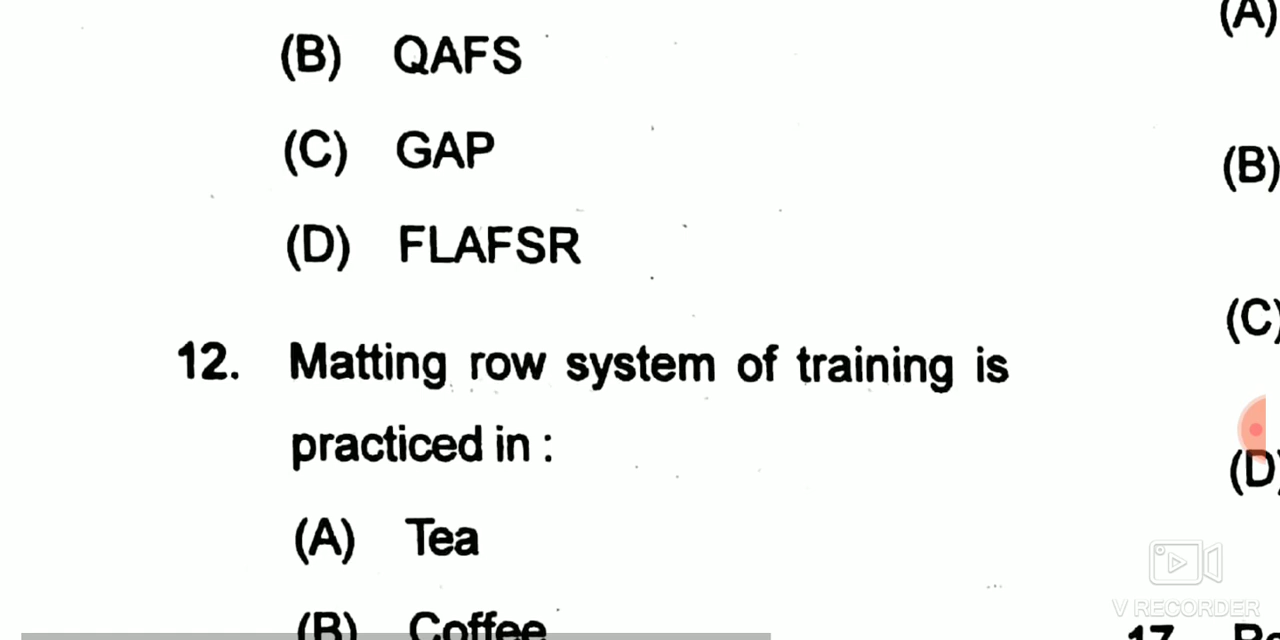 (B) QAFS
(C) GAP
(D) FLAFSR
12. Matting row system of training is
practiced in :
(A) Tea
(B) Coffee
(A)
(B)
(C)
(D)
17.
V RECORDER